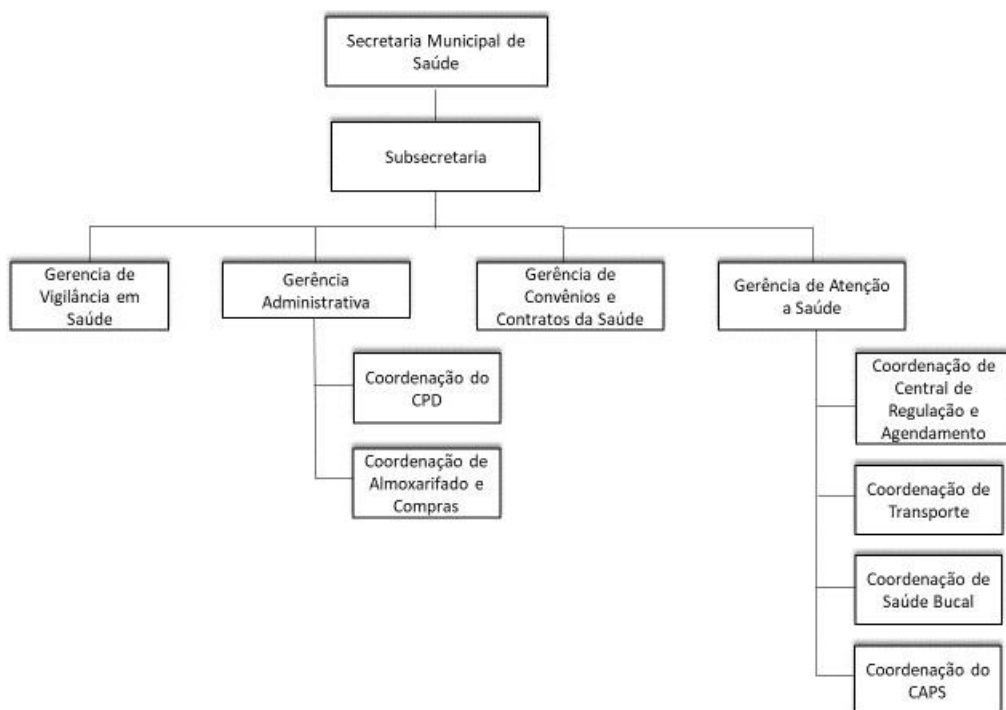 Secretaria Municipal de
Saúde
Subsecretaria
Gerencia de
Vigilância em
Saúde
Gerência
Administrativa
Gerência de
Convênios e
Contratos da Saúde
Gerência de Atenção
a Saúde
Coordenação do
CPD
Coordenação de
Almoxarifado e
Compras
Coordenação de
Central de
Regulação e
Agendamento
Coordenação de
Transporte
Coordenação de
Saúde Bucal
Coordenação do
CAPS